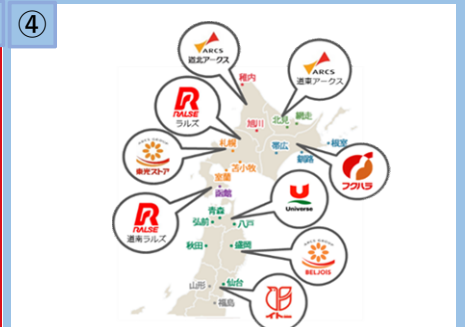 ④
ARCS
道北アークス
ARCS
道東アークス
稚内
RALSE
ラルズ
旭川
北見
網走
札幌
帯広
根室
釧路
東光ストア
苫小牧
室蘭
函館
フクハラ
RALSE
道南ラルズ
青森
弘前
八戸
Universe
秋田
盛岡
BELJOIS
山形
仙台
福島
イトー